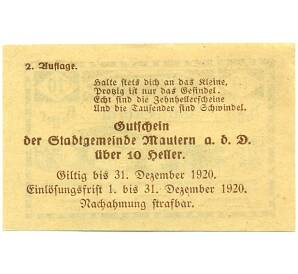 2. Auflage.
Halte stets dich an das Kleine,
Protzig ist nur das Gesindel.
Echt sind die Zehnhellerscheine
Und die Tausender sind Schwindel.
Gutschein
der Stadtgemeinde Mautern a. d. D.
über 10 Heller.
Giltig bis 31. Dezember 1920.
Einlösungsfrist 1. bis 31. Dezember 1920.
Nachahmung strafbar.